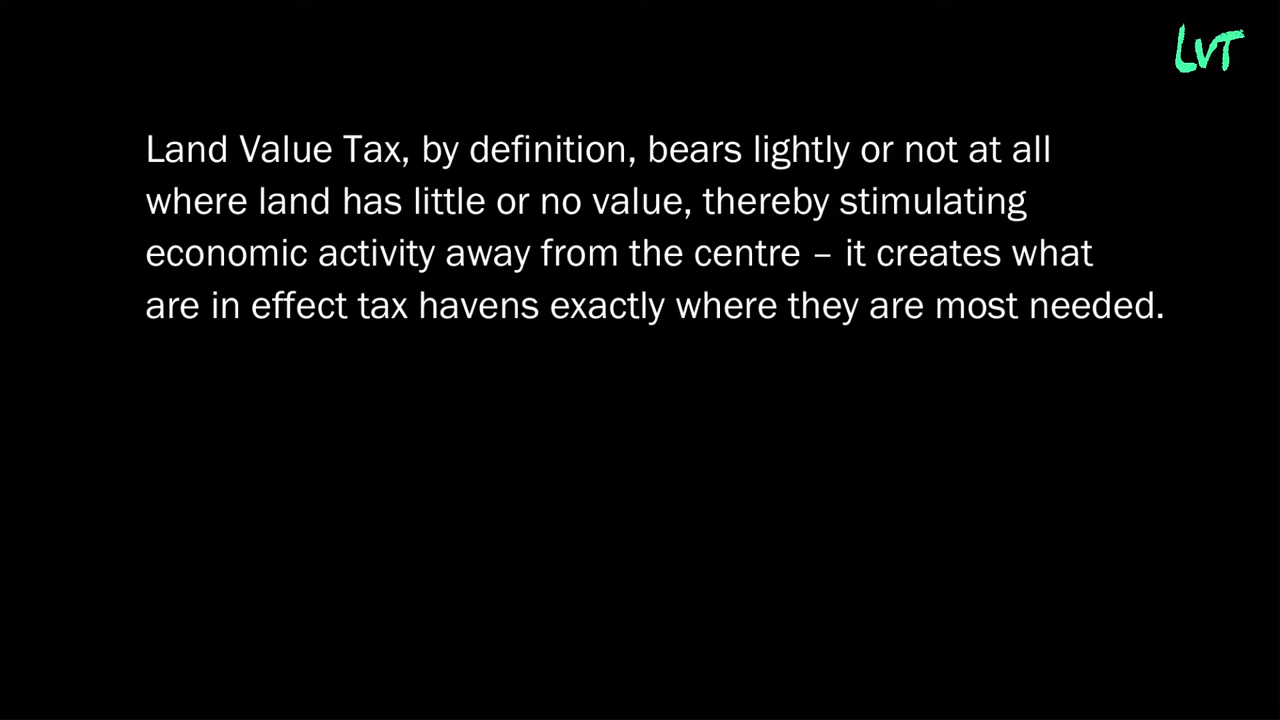 LVT
Land Value Tax, by definition, bears lightly or not at all
where land has little or no value, thereby stimulating
economic activity away from the centre – it creates what
are in effect tax havens exactly where they are most needed.